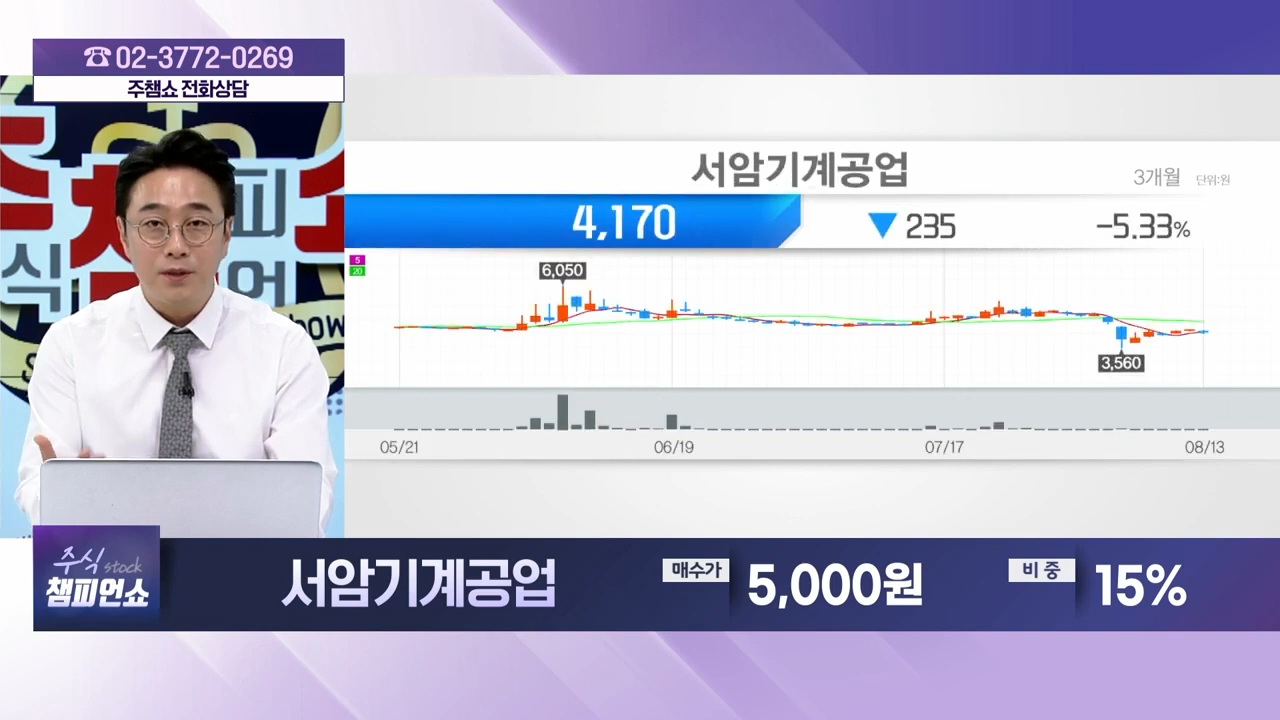 ☎02-3772-0269
주챔쇼 전화상담
피
식
언
서암기계공업
3개월 단위:원
4,170 ▼ 235 -5.33%
5
20
6,050
3,560
05/21 06/19 07/17 08/13
주식 stock
챔피언쇼
서암기계공업 매수가 5,000원 비 중 15%